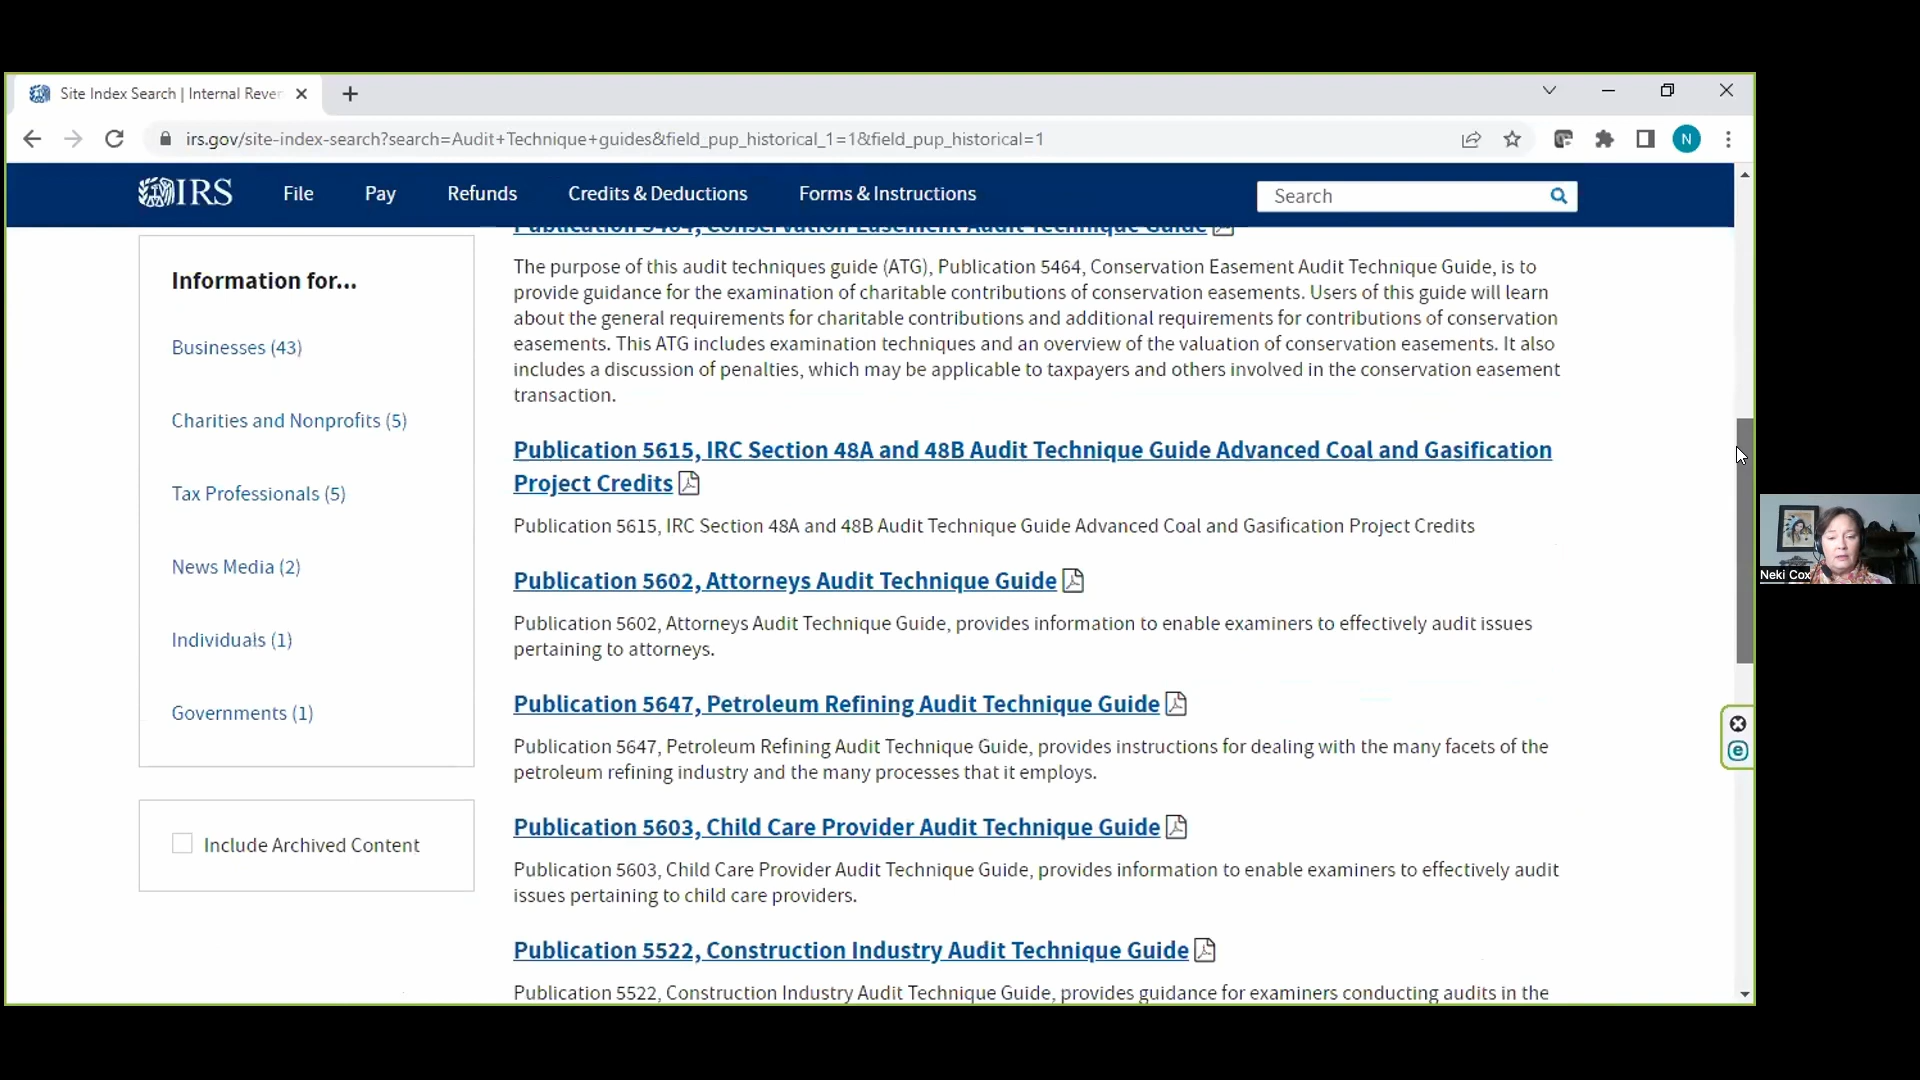 Site Index Search | Internal Rever
irs.gov/site-index-search?search=Audit+Technique+guides&field_pup_historical_1=1&field_pup_historical=1
N
IRS
File
Pay
Refunds
Credits & Deductions
Forms & Instructions
Search
Information for...
Businesses (43)
Charities and Nonprofits (5)
Tax Professionals (5)
News Media (2)
Individuals (1)
Governments (1)
Include Archived Content
Publication 5464, Conservation Easement Audit Technique Guide
The purpose of this audit techniques guide (ATG), Publication 5464, Conservation Easement Audit Technique Guide, is to
provide guidance for the examination of charitable contributions of conservation easements. Users of this guide will learn
about the general requirements for charitable contributions and additional requirements for contributions of conservation
easements. This ATG includes examination techniques and an overview of the valuation of conservation easements. It also
includes a discussion of penalties, which may be applicable to taxpayers and others involved in the conservation easement
transaction.
Publication 5615, IRC Section 48A and 48B Audit Technique Guide Advanced Coal and Gasification
Project Credits
Publication 5615, IRC Section 48A and 48B Audit Technique Guide Advanced Coal and Gasification Project Credits
Publication 5602, Attorneys Audit Technique Guide
Publication 5602, Attorneys Audit Technique Guide, provides information to enable examiners to effectively audit issues
pertaining to attorneys.
Publication 5647, Petroleum Refining Audit Technique Guide
Publication 5647, Petroleum Refining Audit Technique Guide, provides instructions for dealing with the many facets of the
petroleum refining industry and the many processes that it employs.
Publication 5603, Child Care Provider Audit Technique Guide
Publication 5603, Child Care Provider Audit Technique Guide, provides information to enable examiners to effectively audit
issues pertaining to child care providers.
Publication 5522, Construction Industry Audit Technique Guide
Publication 5522, Construction Industry Audit Technique Guide, provides guidance for examiners conducting audits in the
Neki Cox